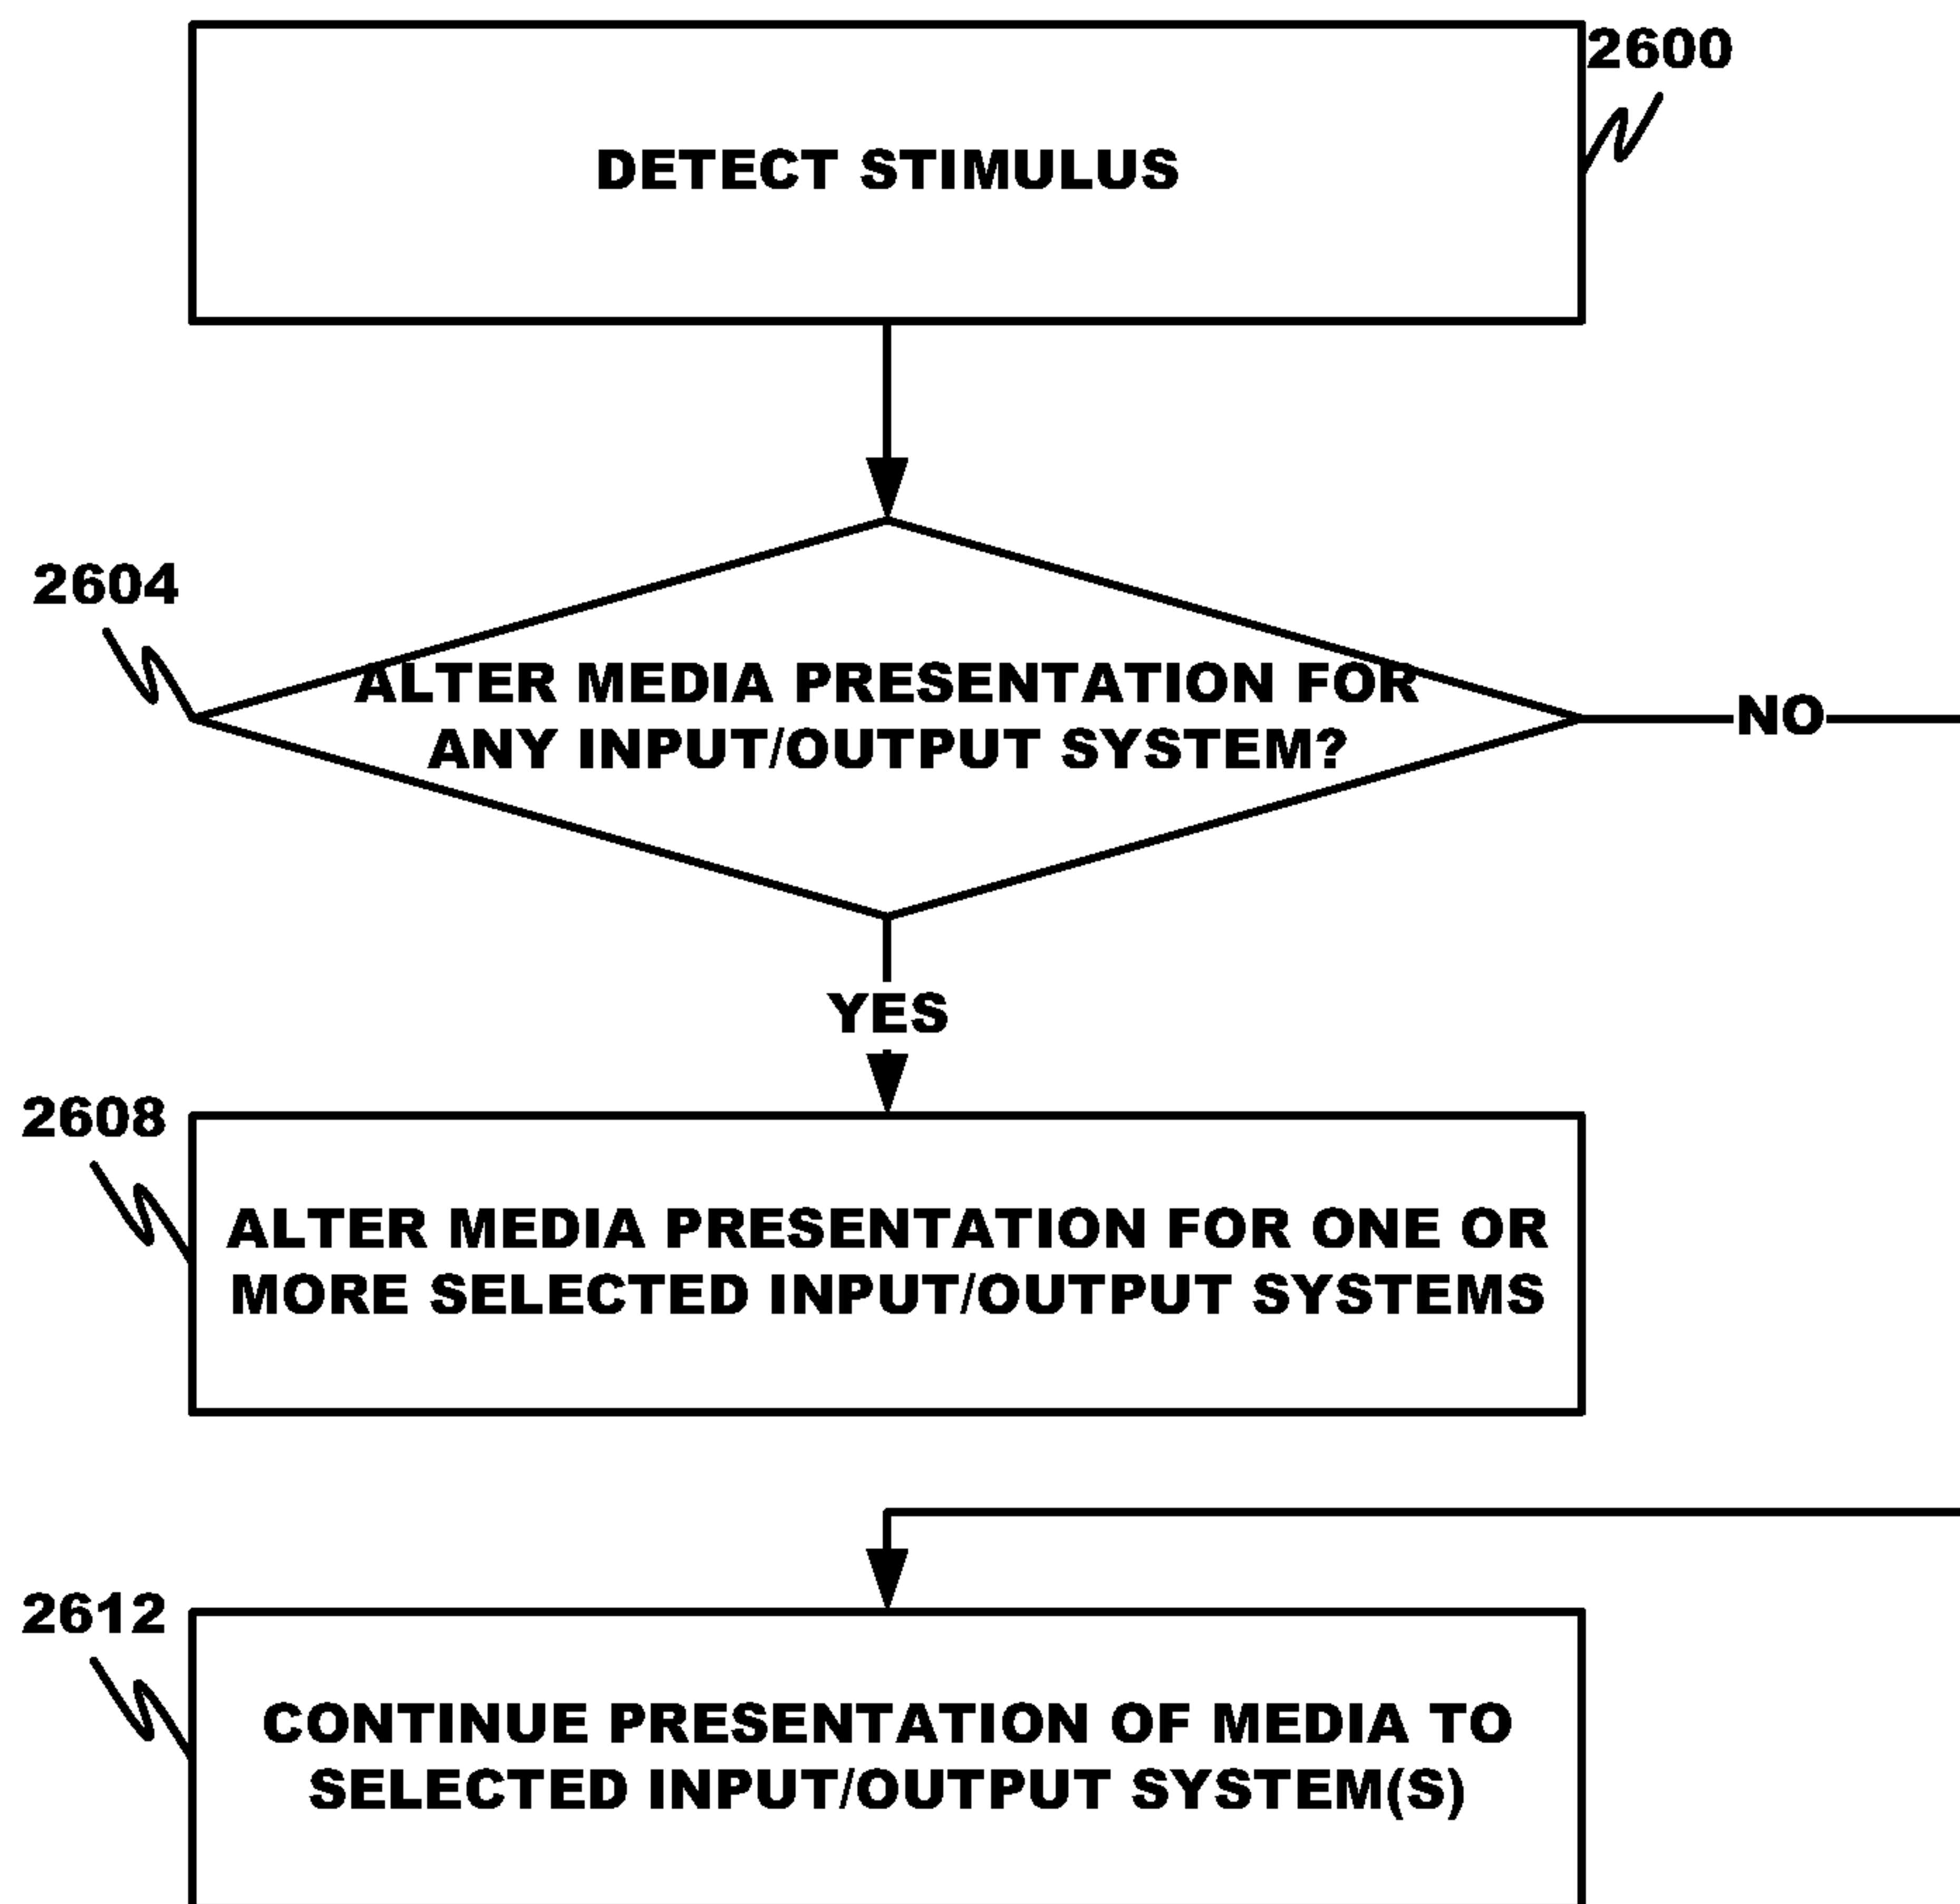 2600
DETECT STIMULUS
2604
ALTER MEDIA PRESENTATION FOR
ANY INPUT/OUTPUT SYSTEM?
NO
YES
2608
ALTER MEDIA PRESENTATION FOR ONE OR
MORE SELECTED INPUT/OUTPUT SYSTEMS
2612
CONTINUE PRESENTATION OF MEDIA TO
SELECTED INPUT/OUTPUT SYSTEM(S)